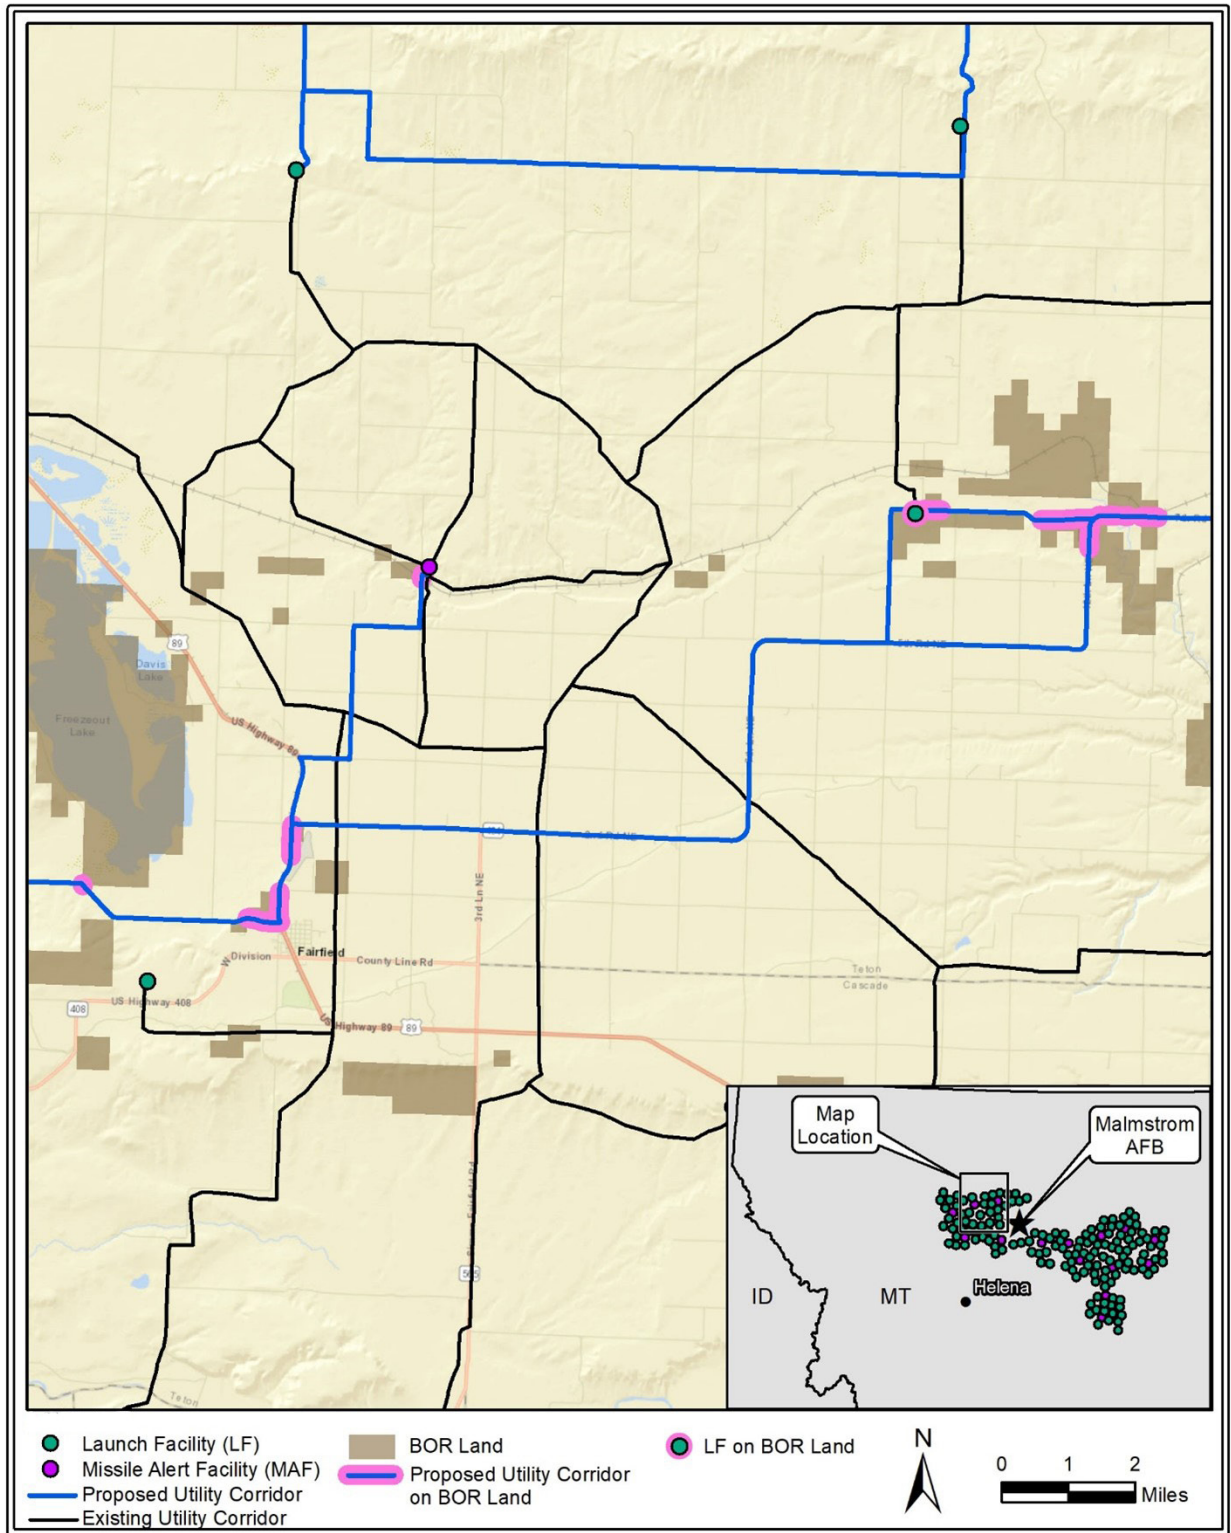 89
Davis
Lake
Freezeout
Lake
US Highway 89
3rd Ln NE
Fairfield
W Division
County Line Rd
Teton
Cascade
US Highway 408
408
US Highway 89
89
565
Teton
Map
Location
Malmstrom
AFB
ID
MT
Helena
Launch Facility (LF)
Missile Alert Facility (MAF)
Proposed Utility Corridor
Existing Utility Corridor
BOR Land
Proposed Utility Corridor
on BOR Land
LF on BOR Land
N
0 1 2
Miles